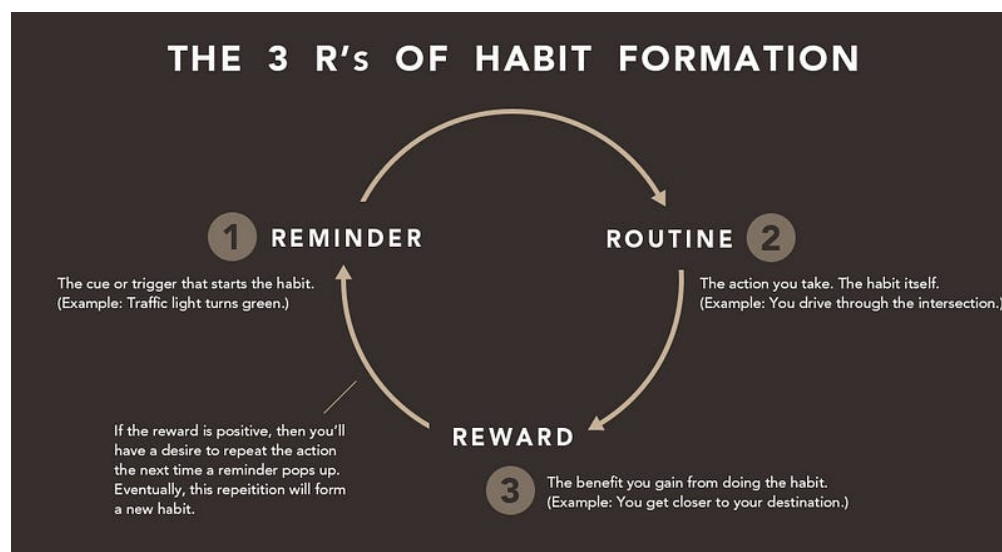 THE 3 R's OF HABIT FORMATION
1 REMINDER
The cue or trigger that starts the habit.
(Example: Traffic light turns green.)
ROUTINE 2
The action you take. The habit itself.
(Example: You drive through the intersection.)
REWARD
3
The benefit you gain from doing the habit.
(Example: You get closer to your destination.)
If the reward is positive, then you'll
have a desire to repeat the action
the next time a reminder pops up.
Eventually, this repeitition will form
a new habit.